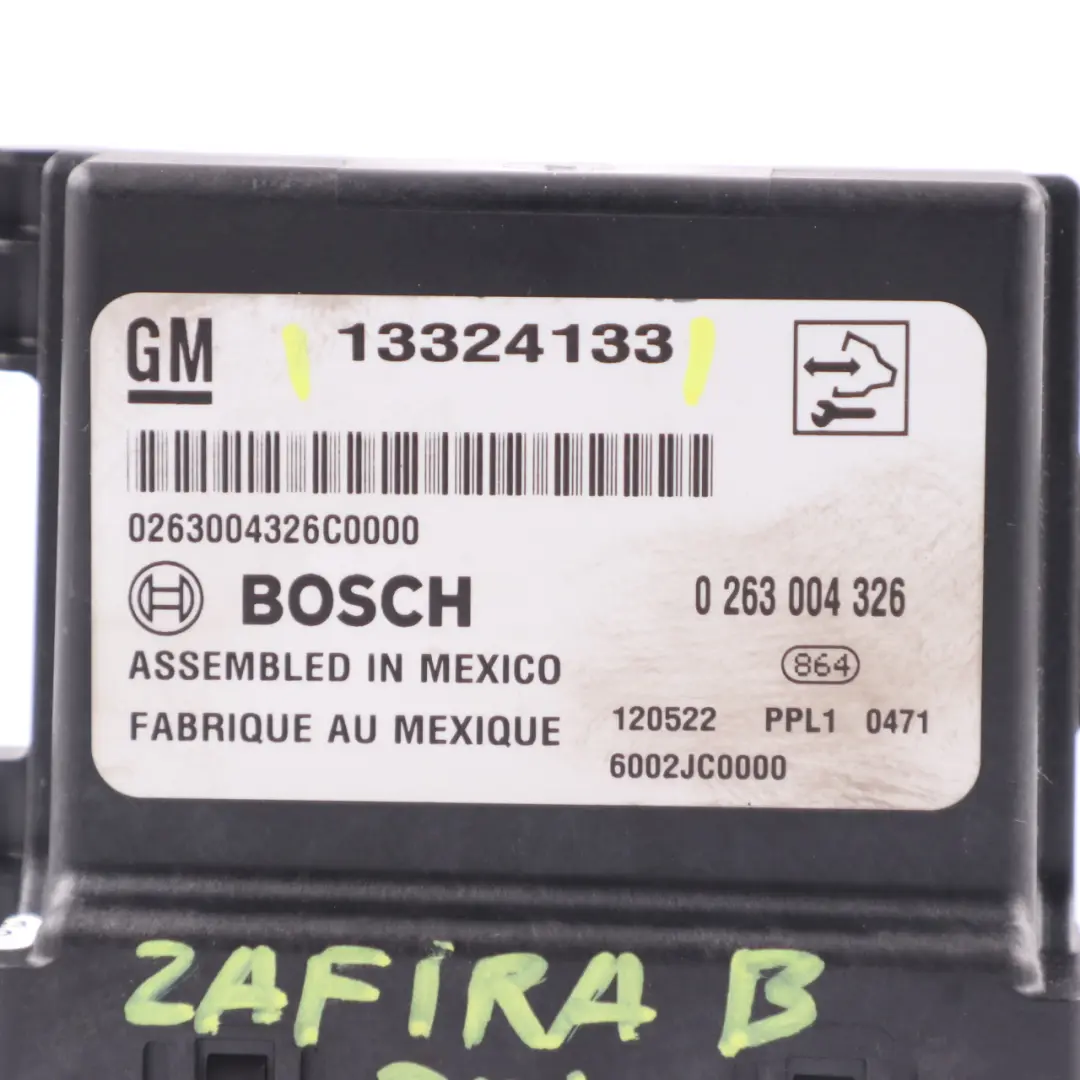 GM 13324133
0263004326C0000
BOSCH 0 263 004 326
ASSEMBLED IN MEXICO 864
FABRIQUE AU MEXIQUE 120522 PPL1 0471
6002JC0000
ZAFIRA B